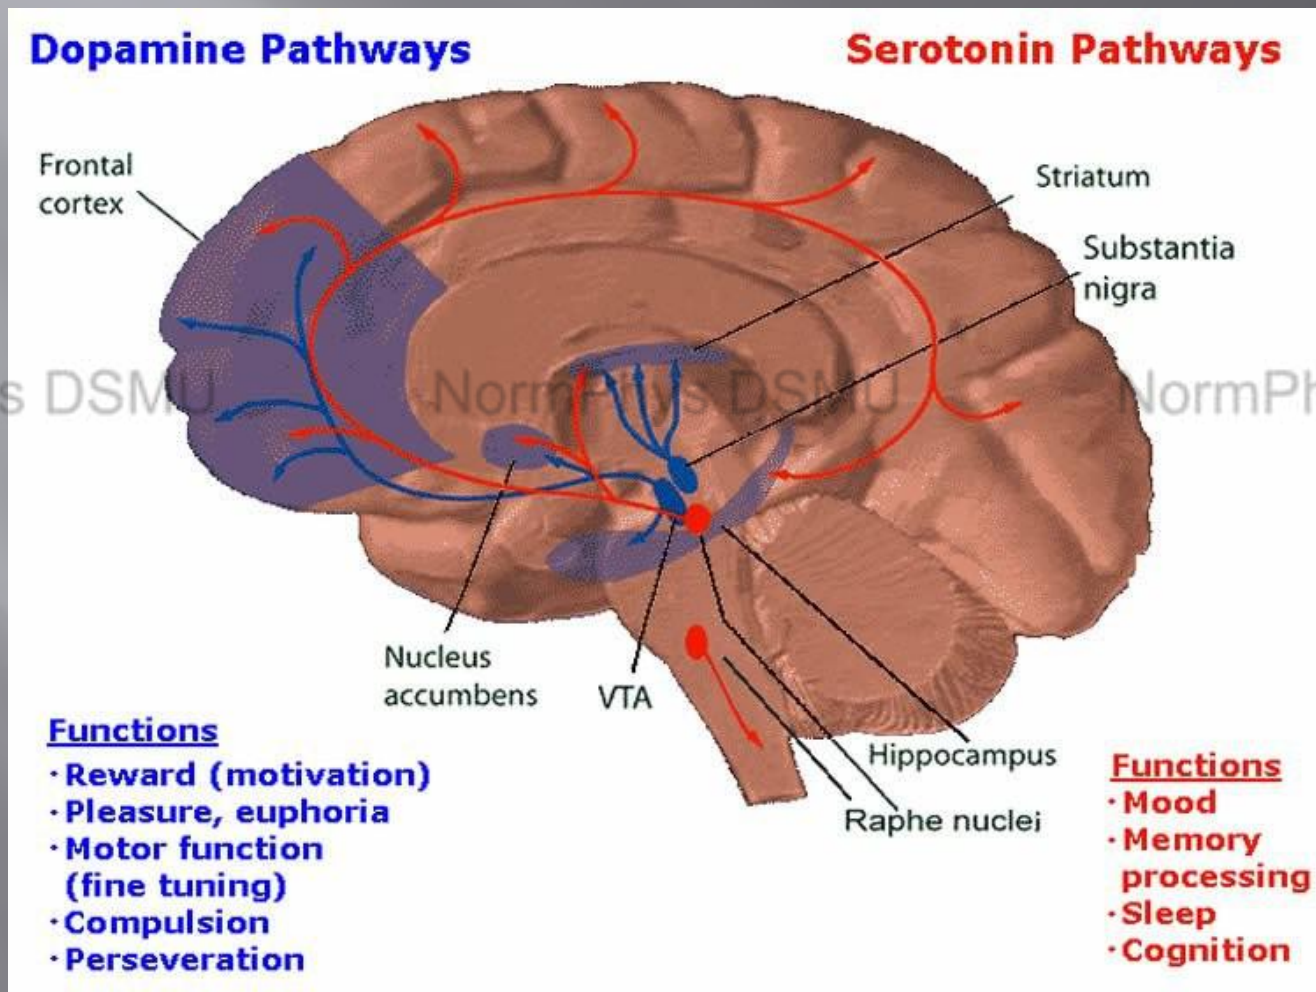 Dopamine Pathways
Serotonin Pathways
Frontal
cortex
Striatum
Substantia
nigra
s DSMU
NormPhys DSMU
NormPh
Nucleus
accumbens
VTA
Hippocampus
Raphe nuclei
Functions
·Reward (motivation)
·Pleasure, euphoria
·Motor function
(fine tuning)
·Compulsion
·Perseveration
Functions
·Mood
·Memory
processing
·Sleep
·Cognition